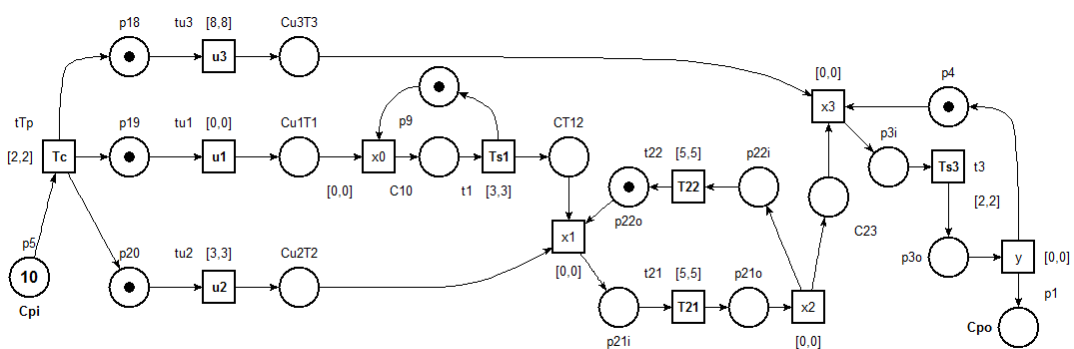 p18 tu3 [8,8] Cu3T3
u3
[0,0] p4
x3
p9 p3i
tTp p19 tu1 [0,0] Cu1T1 CT12
[2,2] Tc u1 x0 Ts1 Ts3 t3
[0,0] C10 t1 [3,3]
t22 [5,5] p22i
T22
[2,2]
p22o C23
p5 p20 tu2 [3,3] Cu2T2
x1
[0,0]
p3o y [0,0]
10 u2
t21 [5,5] p21o
T21 x2
p1
Cpi
p21i [0,0]
Cpo